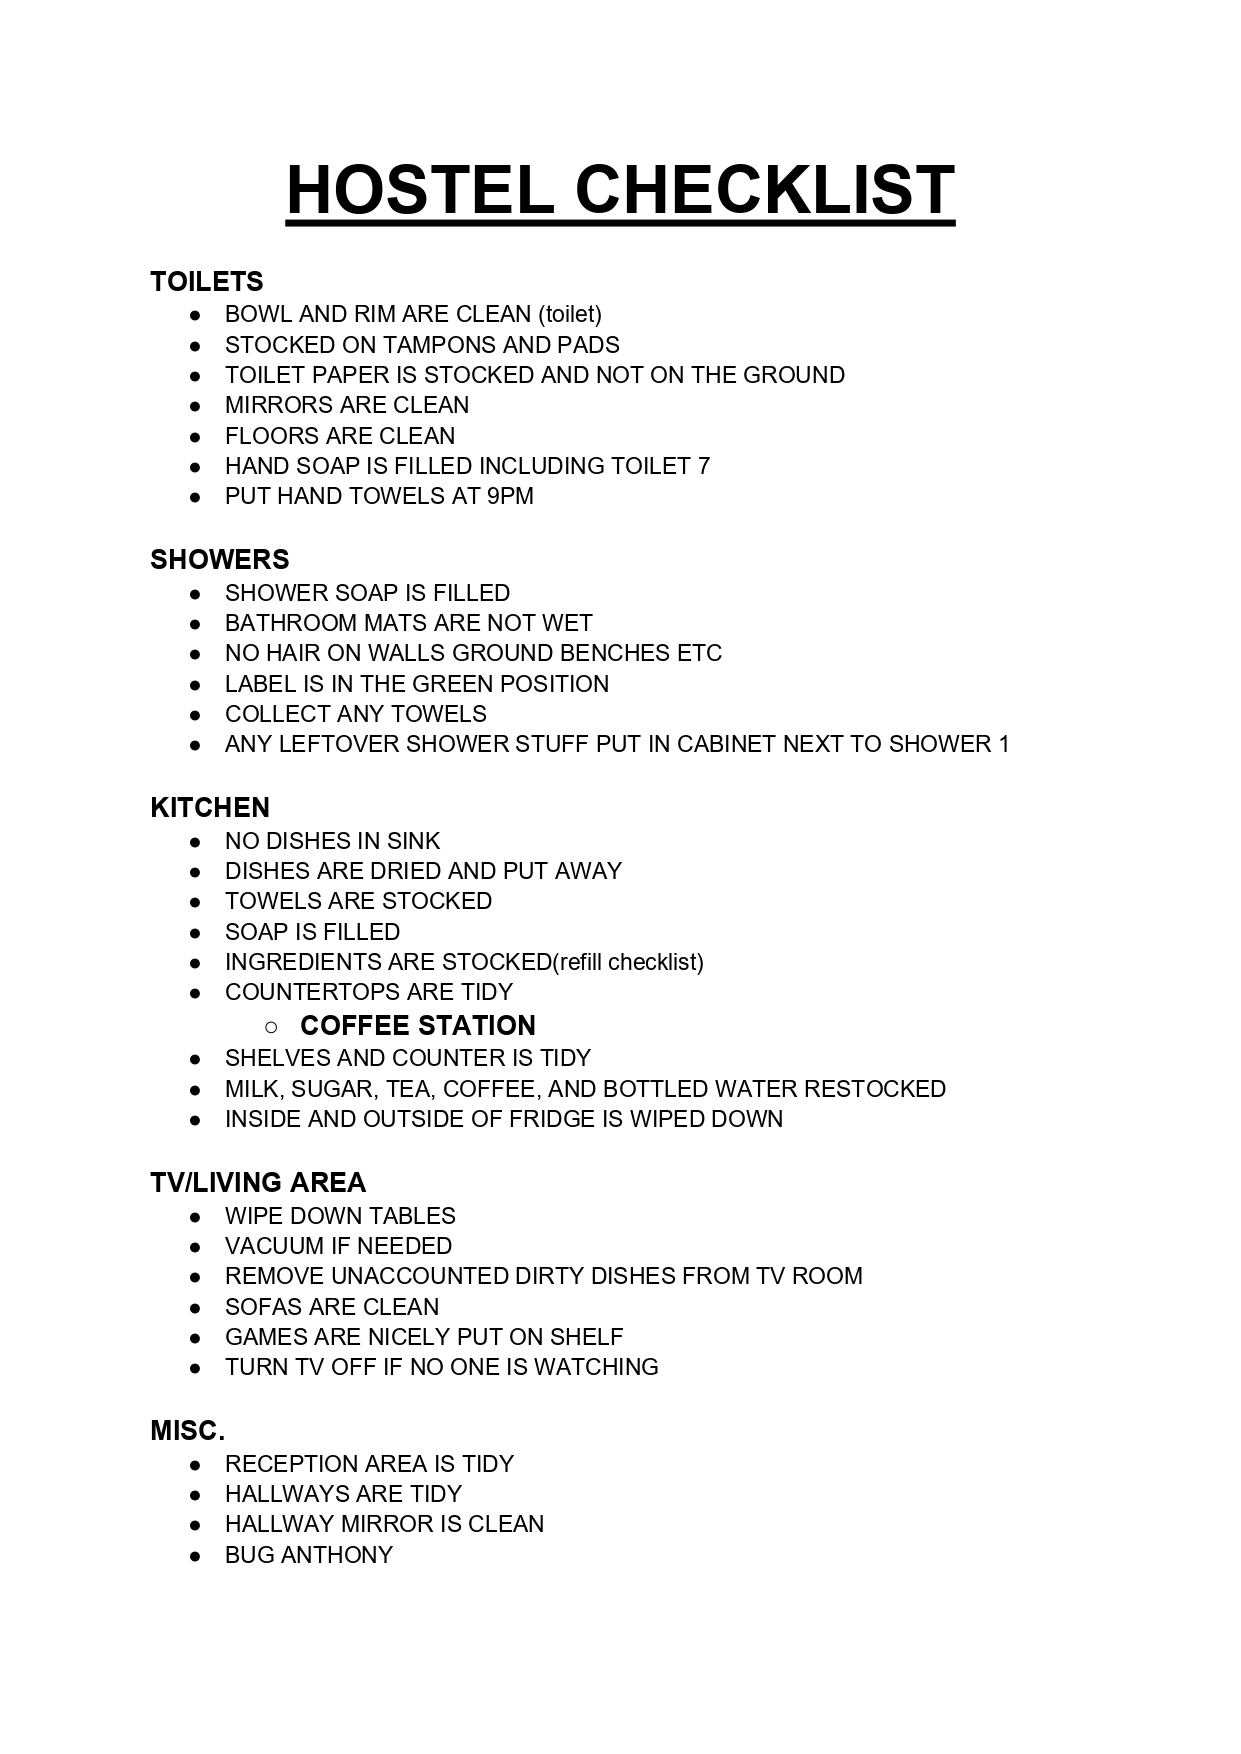 HOSTEL CHECKLIST
TOILETS
● BOWL AND RIM ARE CLEAN (toilet)
● STOCKED ON TAMPONS AND PADS
● TOILET PAPER IS STOCKED AND NOT ON THE GROUND
● MIRRORS ARE CLEAN
● FLOORS ARE CLEAN
● HAND SOAP IS FILLED INCLUDING TOILET 7
● PUT HAND TOWELS AT 9PM
SHOWERS
● SHOWER SOAP IS FILLED
● BATHROOM MATS ARE NOT WET
● NO HAIR ON WALLS GROUND BENCHES ETC
● LABEL IS IN THE GREEN POSITION
● COLLECT ANY TOWELS
● ANY LEFTOVER SHOWER STUFF PUT IN CABINET NEXT TO SHOWER 1
KITCHEN
● NO DISHES IN SINK
● DISHES ARE DRIED AND PUT AWAY
● TOWELS ARE STOCKED
● SOAP IS FILLED
● INGREDIENTS ARE STOCKED(refill checklist)
● COUNTERTOPS ARE TIDY
○ COFFEE STATION
● SHELVES AND COUNTER IS TIDY
● MILK, SUGAR, TEA, COFFEE, AND BOTTLED WATER RESTOCKED
● INSIDE AND OUTSIDE OF FRIDGE IS WIPED DOWN
TV/LIVING AREA
● WIPE DOWN TABLES
● VACUUM IF NEEDED
● REMOVE UNACCOUNTED DIRTY DISHES FROM TV ROOM
● SOFAS ARE CLEAN
● GAMES ARE NICELY PUT ON SHELF
● TURN TV OFF IF NO ONE IS WATCHING
MISC.
● RECEPTION AREA IS TIDY
● HALLWAYS ARE TIDY
● HALLWAY MIRROR IS CLEAN
● BUG ANTHONY